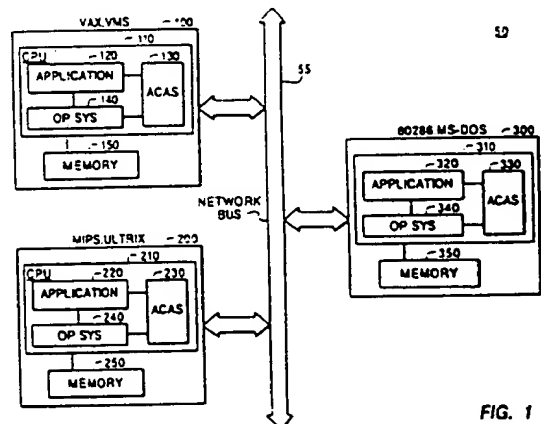 VAX.VMS 100
50
110
CPU 120 130
APPLICATION
ACAS
140
OP SYS
150
MEMORY
55
NETWORK
BUS
80286 MS-DOS 300
310
320 330
APPLICATION
ACAS
340
OP SYS
350
MEMORY
MIPS.ULTRIX 200
210
CPU 220 230
APPLICATION
ACAS
240
OP SYS
250
MEMORY
FIG. 1